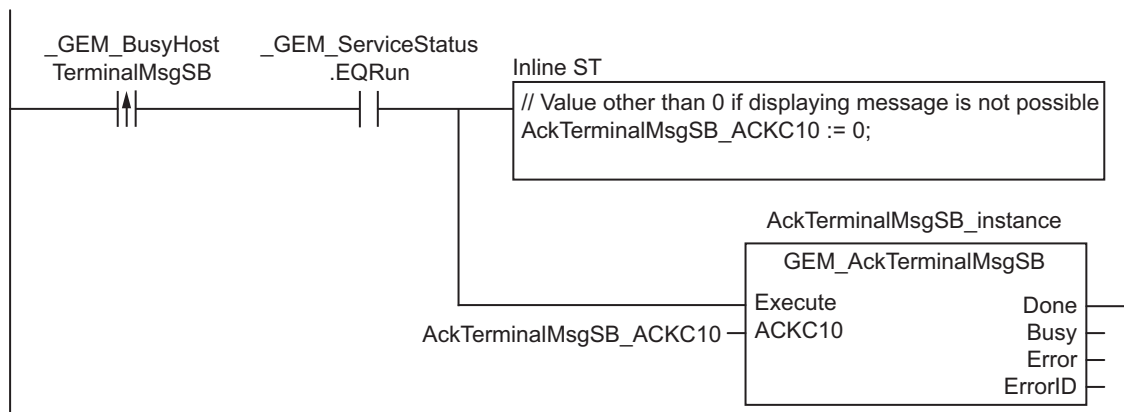 _GEM_BusyHost
TerminalMsgSB
_GEM_ServiceStatus
.EQRun
Inline ST
// Value other than 0 if displaying message is not possible
AckTerminalMsgSB_ACKC10 := 0;
AckTerminalMsgSB_instance
GEM_AckTerminalMsgSB
Execute
Done
AckTerminalMsgSB_ACKC10
ACKC10
Busy
Error
ErrorID